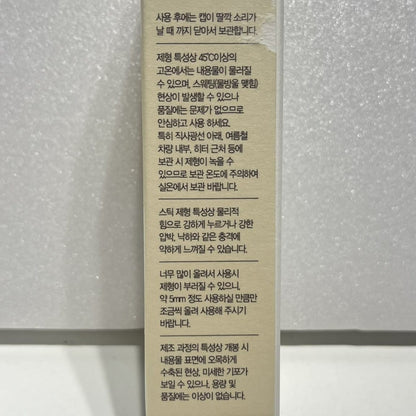 사용 후에는 캡이 딸깍 소리가
날 때 까지 닫아서 보관합니다.
제형 특성상 45℃이상의
고온에서는 내용물이 물러질
수 있으며, 스웨팅(물방울 맺힘)
현상이 발생할 수 있으나
품질에는 문제가 없으므로
안심하고 사용 하세요.
특히 직사광선 아래, 여름철
차량 내부, 히터 근처 등에
보관 시 제형이 녹을 수
있으므로 보관 온도에 주의하여
실온에서 보관 바랍니다.
스틱 제형 특성상 물리적
힘으로 강하게 누르거나 강한
압박, 낙하와 같은 충격에
약하게 느껴질 수 있습니다.
너무 많이 올려서 사용시
제형이 부러질 수 있으니,
약 5mm 정도 사용하실 만큼만
조금씩 올려 사용해 주시기
바랍니다.
제조 과정의 특성상 개봉 시
내용물 표면에 오목하게
수축된 현상, 미세한 기포가
보일 수 있으나, 용량 및
품질에는 이상이 없습니다.